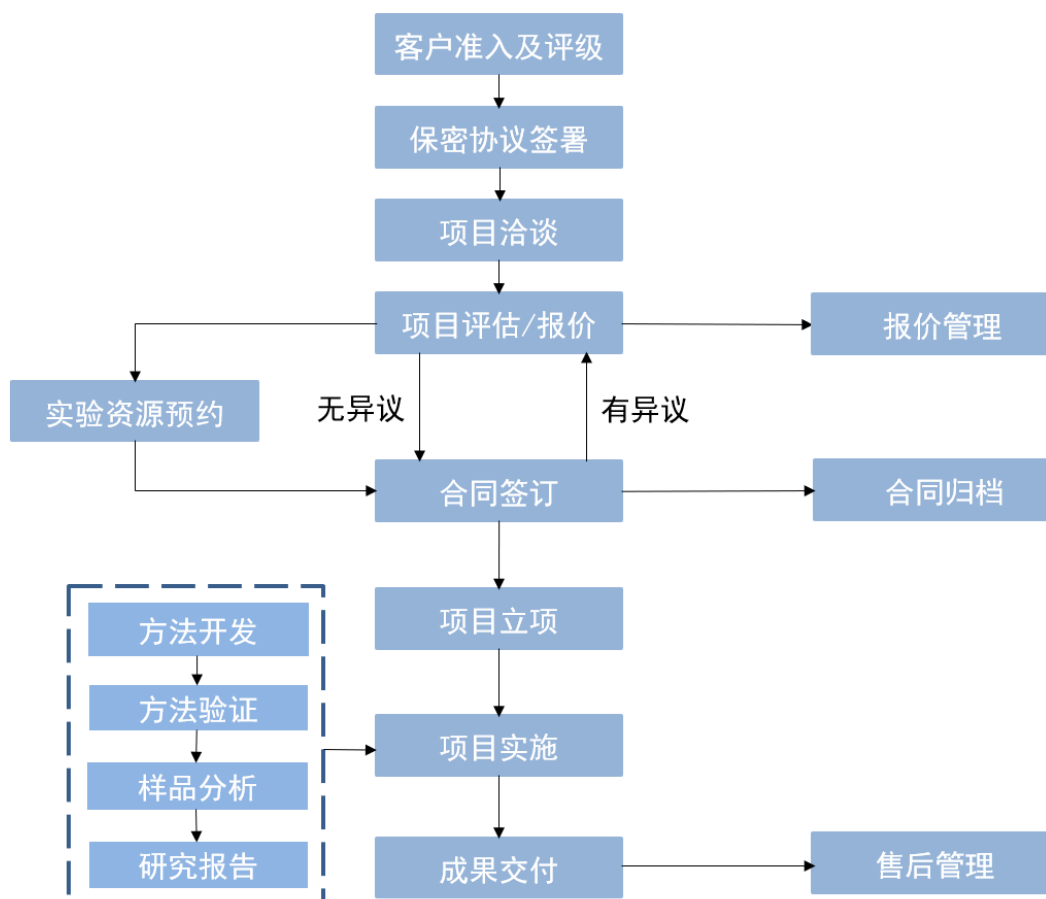 客户准入及评级
保密协议签署
项目洽谈
项目评估/报价
报价管理
实验资源预约
无异议
有异议
合同签订
合同归档
方法开发
项目立项
方法验证
项目实施
样品分析
研究报告
成果交付
售后管理